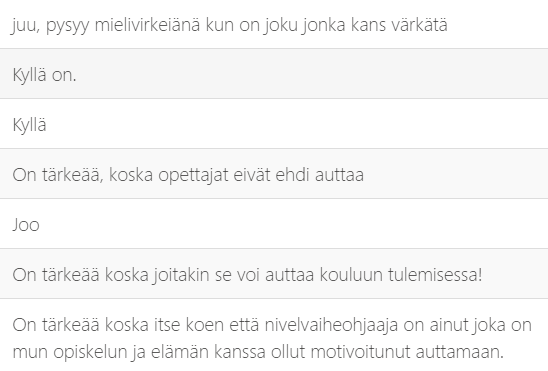 juu, pysyy mielivirkeiänä kun on joku jonka kans värkätä
Kyllä on.
Kyllä
On tärkeää, koska opettajat eivät ehdi auttaa
Joo
On tärkeää koska joitakin se voi auttaa kouluun tulemisessa!
On tärkeää koska itse koen että nivelvaiheohjaaja on ainut joka on
mun opiskelun ja elämän kanssa ollut motivoitunut auttamaan.